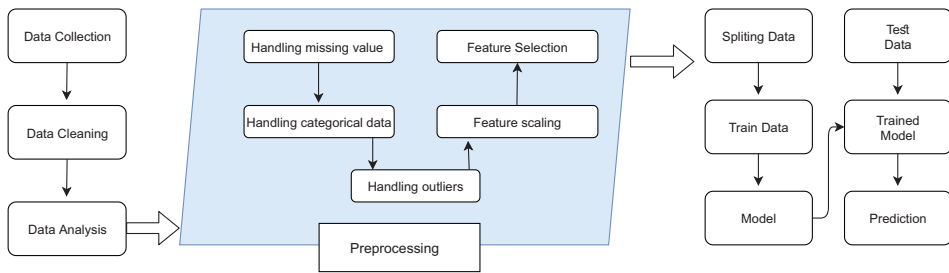 Data Collection
Data Cleaning
Data Analysis
Handling missing value
Handling categorical data
Handling outliers
Feature scaling
Feature Selection
Preprocessing
Spliting Data
Train Data
Model
Test
Data
Trained
Model
Prediction